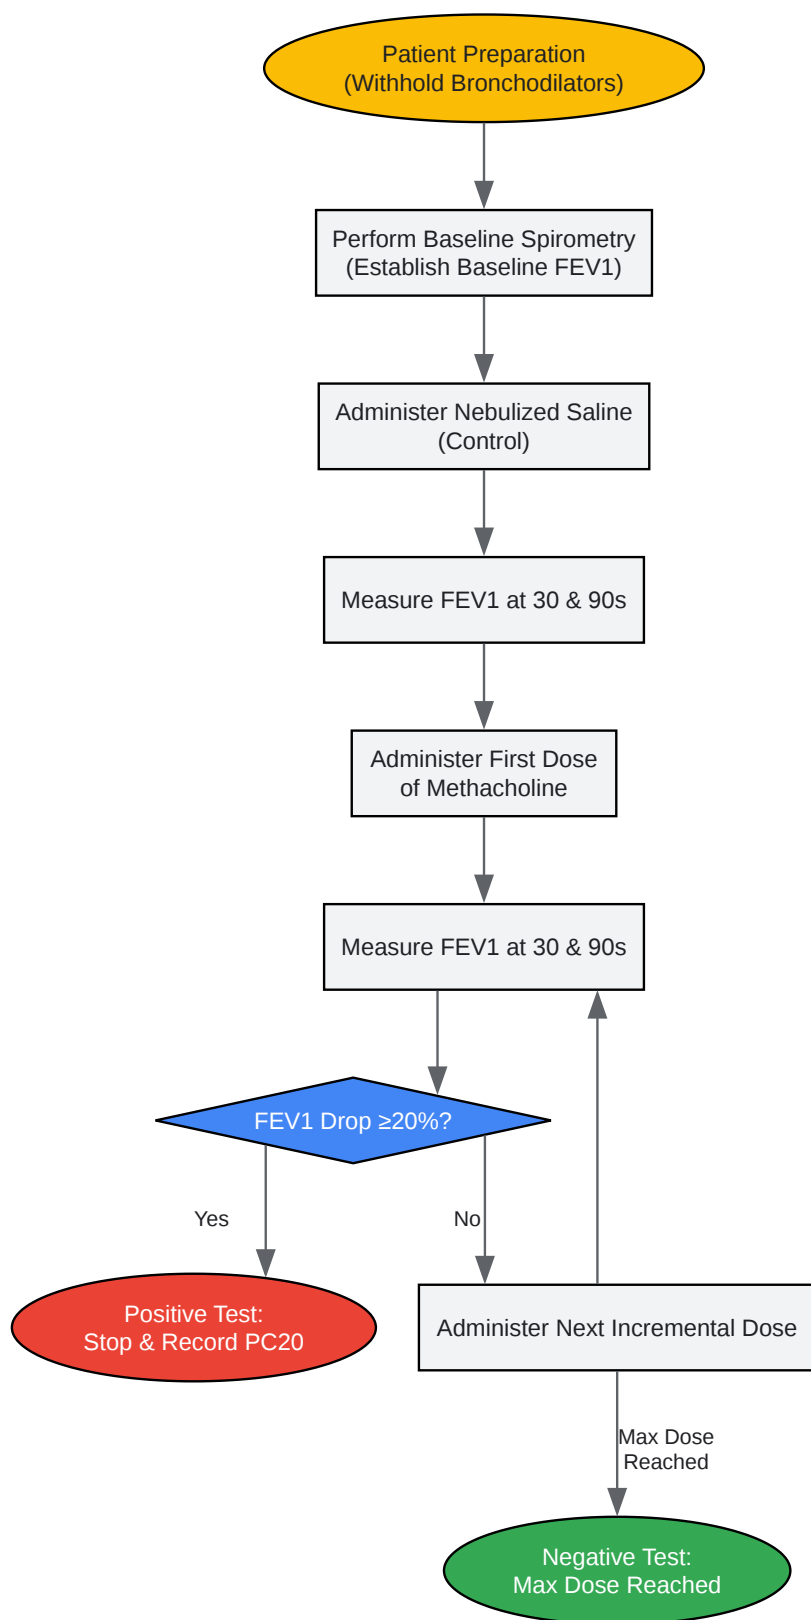 Patient Preparation
(Withhold Bronchodilators)
Perform Baseline Spirometry
(Establish Baseline FEV1)
Administer Nebulized Saline
(Control)
Measure FEV1 at 30 & 90s
Administer First Dose
of Methacholine
Measure FEV1 at 30 & 90s
FEV1 Drop ≥20%?
Yes
No
Positive Test:
Stop & Record PC20
Administer Next Incremental Dose
Max Dose
Reached
Negative Test:
Max Dose Reached